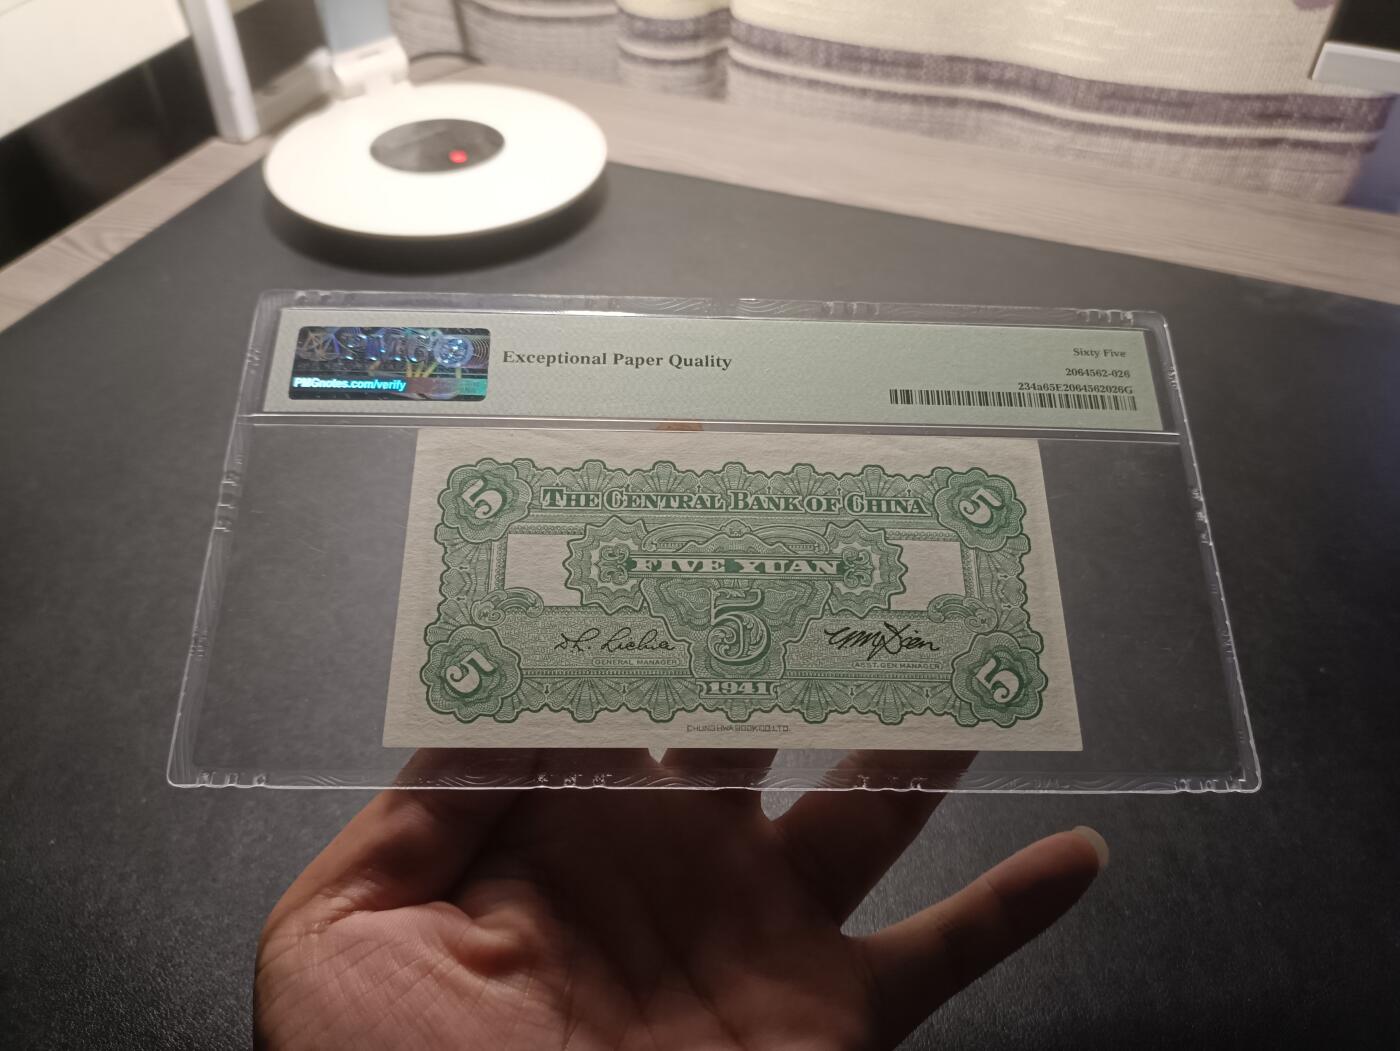 PMG
PMGnotes.com/verify
Exceptional Paper Quality
Sixty Five
2064562-026
234a65E2064562026G
5
THE CENTRAL BANK OF CHINA
5
FIVE YUAN
5
GENERAL MANAGER
ASST. GEN MANAGER
5
5
1941
CHUNG HWA BOOK CO. LTD.